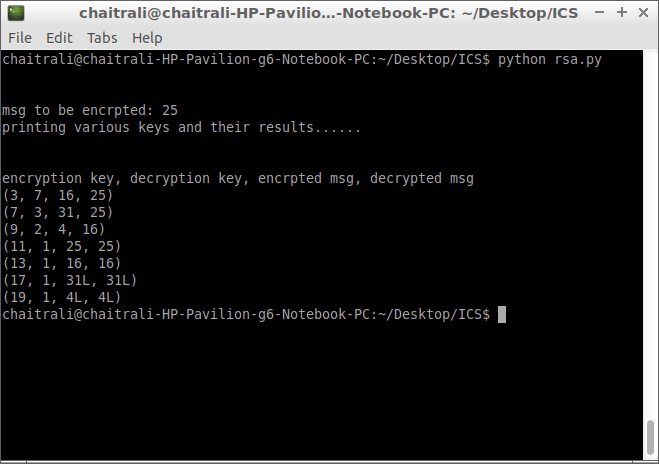 chaitrali@chaitrali-HP-Pavilio…-Notebook-PC: ~/Desktop/ICS
File Edit Tabs Help
chaitrali@chaitrali-HP-Pavilion-g6-Notebook-PC:~/Desktop/ICS$ python rsa.py
msg to be encrpted: 25
printing various keys and their results......
encryption key, decryption key, encrpted msg, decrypted msg
(3, 7, 16, 25)
(7, 3, 31, 25)
(9, 2, 4, 16)
(11, 1, 25, 25)
(13, 1, 16, 16)
(17, 1, 31L, 31L)
(19, 1, 4L, 4L)
chaitrali@chaitrali-HP-Pavilion-g6-Notebook-PC:~/Desktop/ICS$